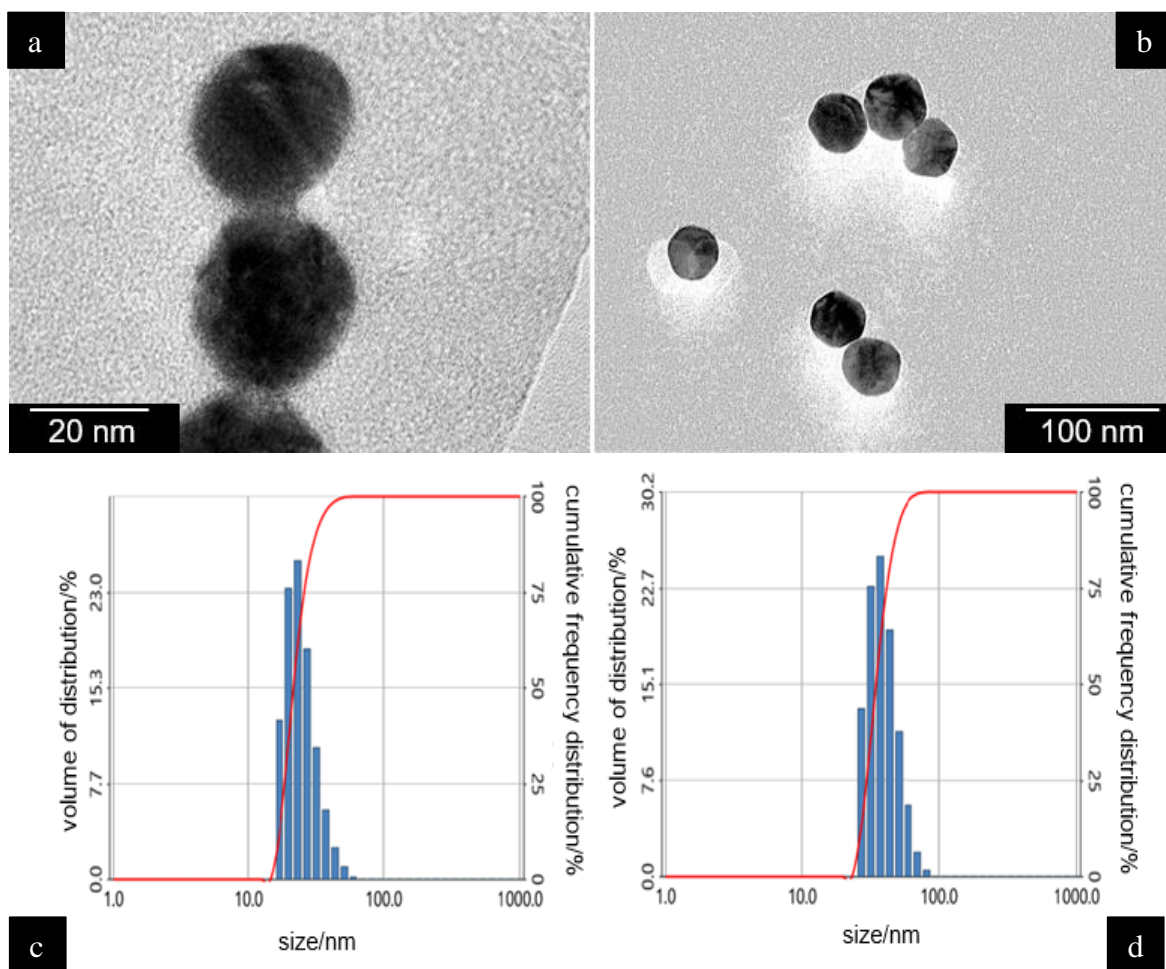 a
b
20 nm
100 nm
volume of distribution/%
23.0
15.3
7.7
0.0
100
75
50
25
0
cumulative frequency distribution/%
1.0
10.0
100.0
1000.0
size/nm
c
volume of distribution/%
30.2
22.7
15.1
7.6
0.0
100
75
50
25
0
cumulative frequency distribution/%
1.0
10.0
100.0
1000.0
size/nm
d